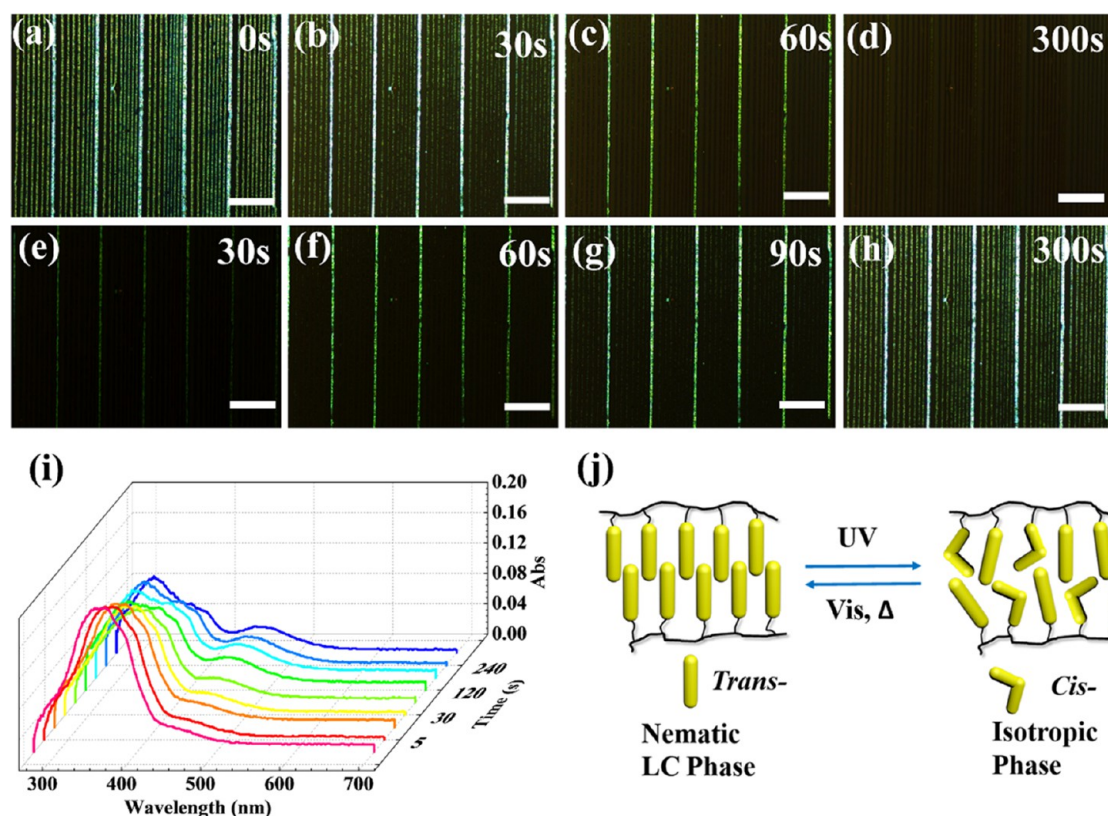 (a) 0s (b) 30s (c) 60s (d) 300s
(e) 30s (f) 60s (g) 90s (h) 300s
(i)
0.20
0.16
0.12
0.08
0.04
0.00
Abs
240
120
30
5
Time (s)
300 400 500 600 700
Wavelength (nm)
(j)
UV
Vis, Δ
Trans-
Nematic
LC Phase
Cis-
Isotropic
Phase